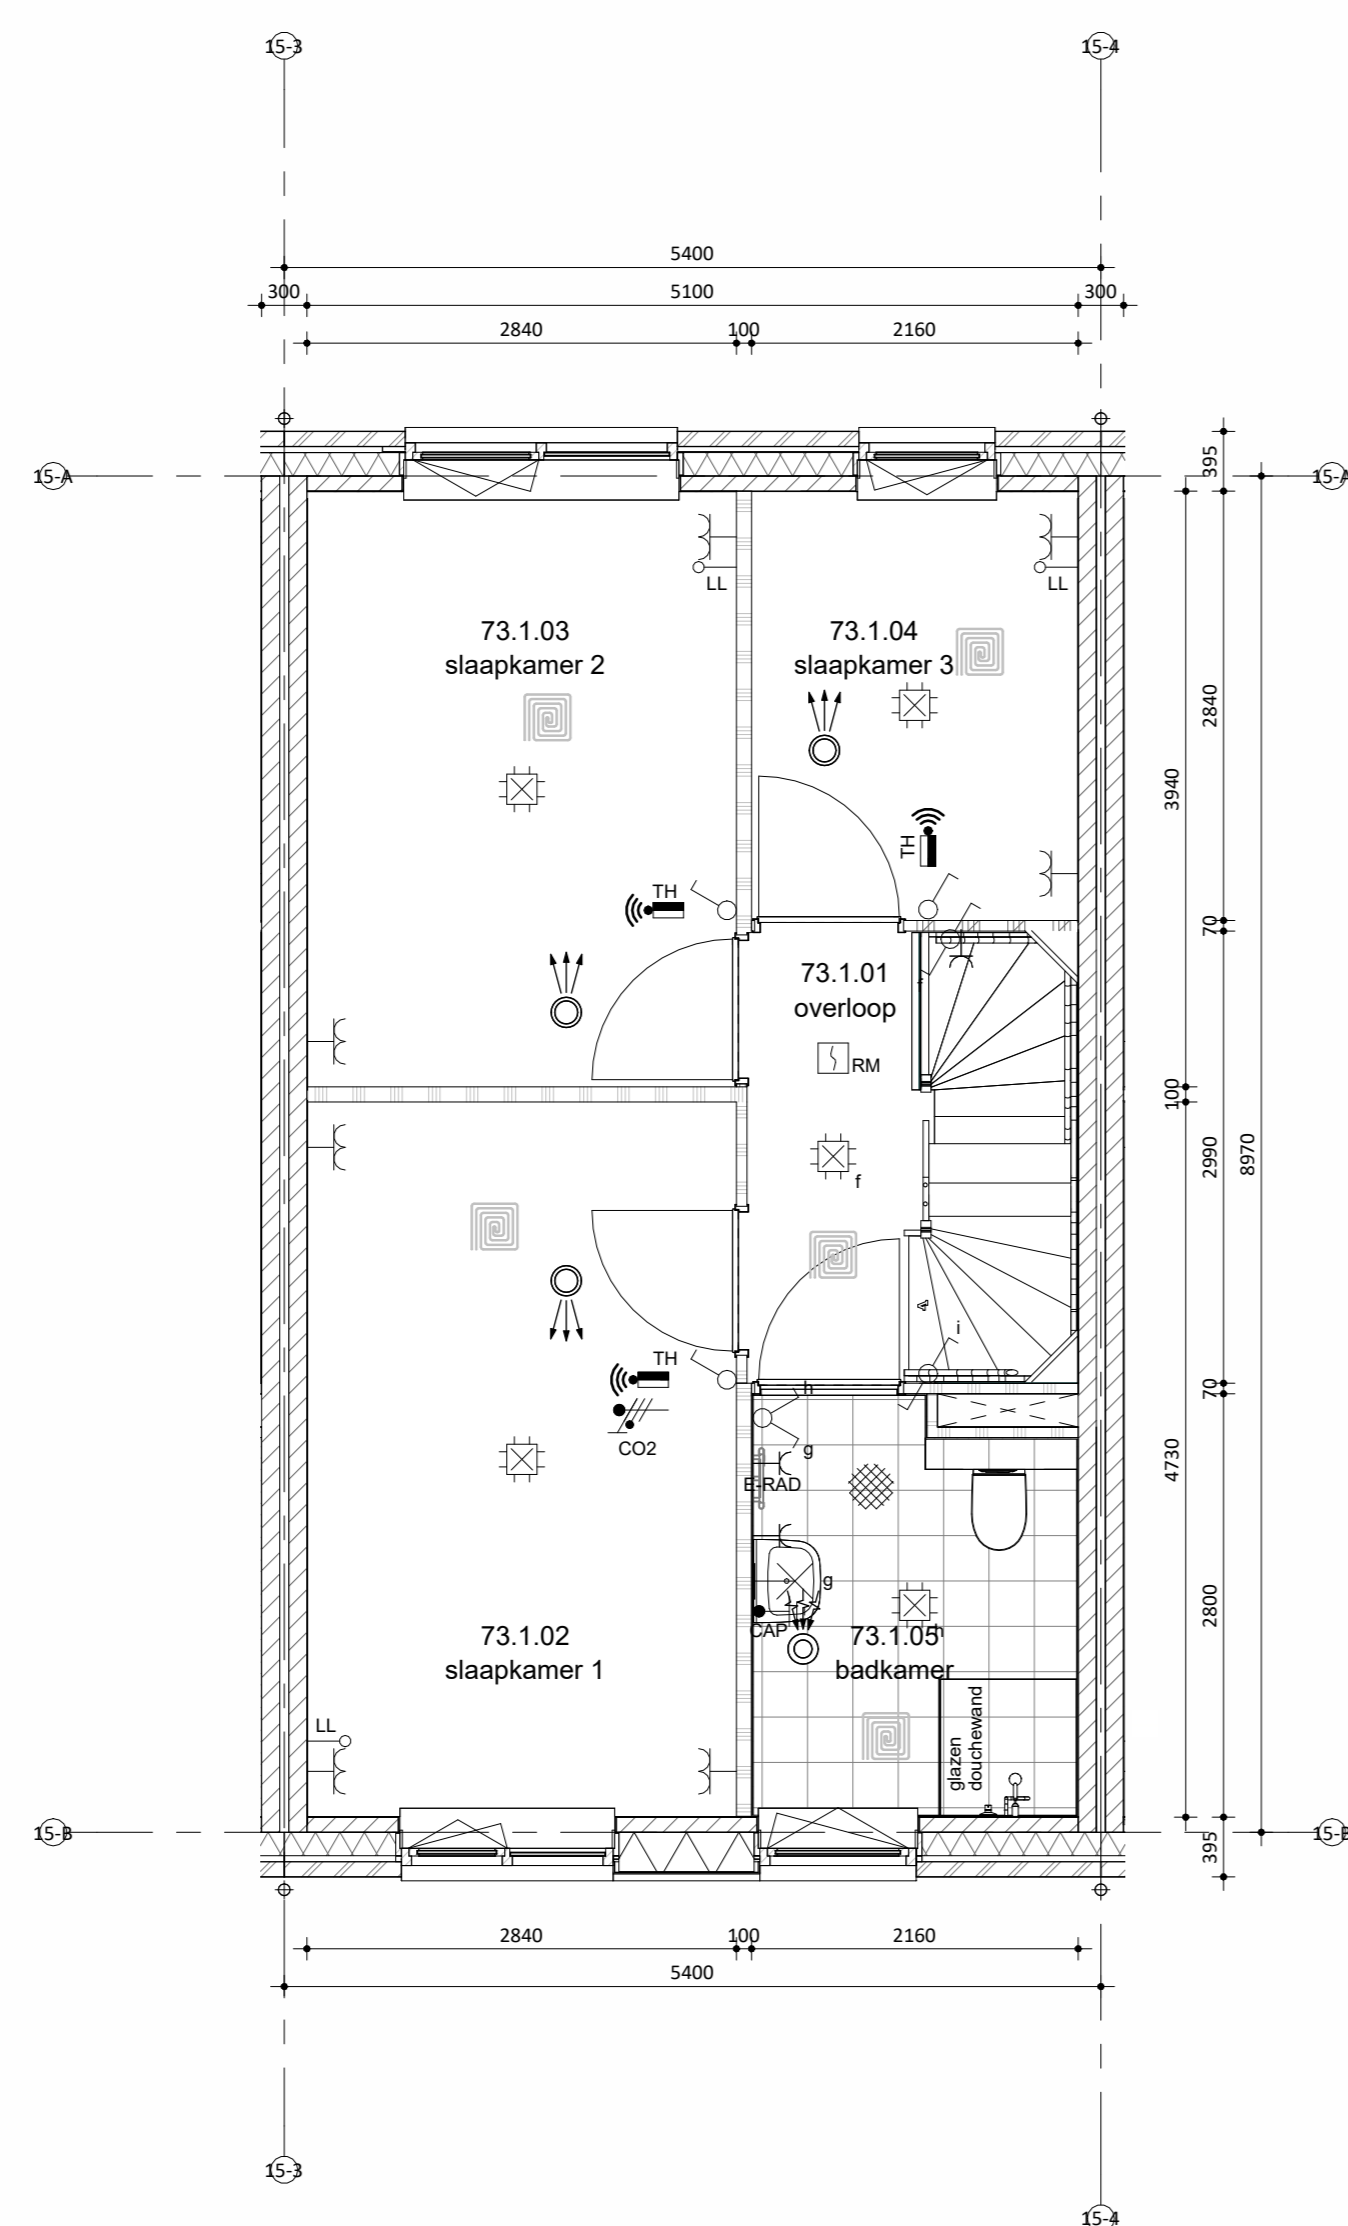 15-3
15-4
5400
300
5100
300
2840
100
2160
15-A
15-A
395
LL
LL
73.1.03
slaapkamer 2
73.1.04
slaapkamer 3
2840
3940
TH
TH
70
73.1.01
overloop
RM
f
100
2990
8970
i
TH
CO2
h
g
E-RAD
70
4730
g
CAP
h
73.1.02
slaapkamer 1
73.1.05
badkamer
2800
glazen
douchewand
LL
15-B
15-B
395
2840
100
2160
5400
15-3
15-4